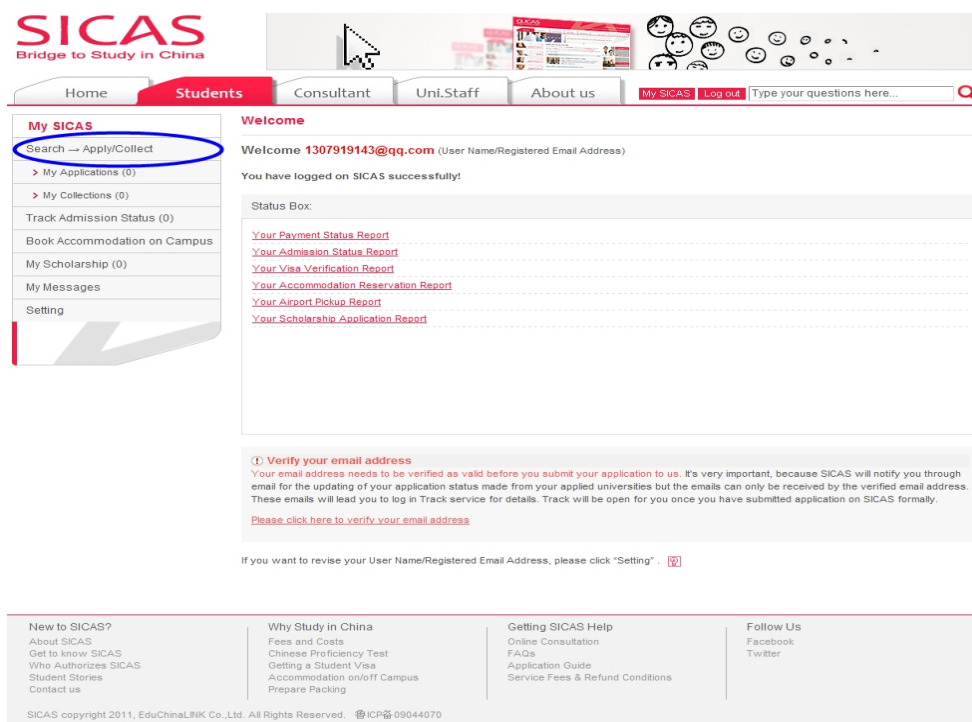 SICAS
Bridge to Study in China
Home
Students
Consultant
Uni.Staff
About us
My SICAS
Log out
Type your questions here...
My SICAS
Search → Apply/Collect
> My Applications (0)
> My Collections (0)
Track Admission Status (0)
Book Accommodation on Campus
My Scholarship (0)
My Messages
Setting
Welcome
Welcome 1307919143@qq.com (User Name/Registered Email Address)
You have logged on SICAS successfully!
Status Box:
Your Payment Status Report
Your Admission Status Report
Your Visa Verification Report
Your Accommodation Reservation Report
Your Airport Pickup Report
Your Scholarship Application Report
Verify your email address
Your email address needs to be verified as valid before you submit your application to us. It's very important, because SICAS will notify you through
email for the updating of your application status made from your applied universities but the emails can only be received by the verified email address.
These emails will lead you to log in Track service for details. Track will be open for you once you have submitted application on SICAS formally.
Please click here to verify your email address
If you want to revise your User Name/Registered Email Address, please click "Setting" .
New to SICAS?
About SICAS
Get to know SICAS
Who Authorizes SICAS
Student Stories
Contact us
Why Study in China
Fees and Costs
Chinese Proficiency Test
Getting a Student Visa
Accommodation on/off Campus
Prepare Packing
Getting SICAS Help
Online Consultation
FAQs
Application Guide
Service Fees & Refund Conditions
Follow Us
Facebook
Twitter
SICAS copyright 2011, EduChinaLINK Co.,Ltd. All Rights Reserved. 鲁ICP备09044070